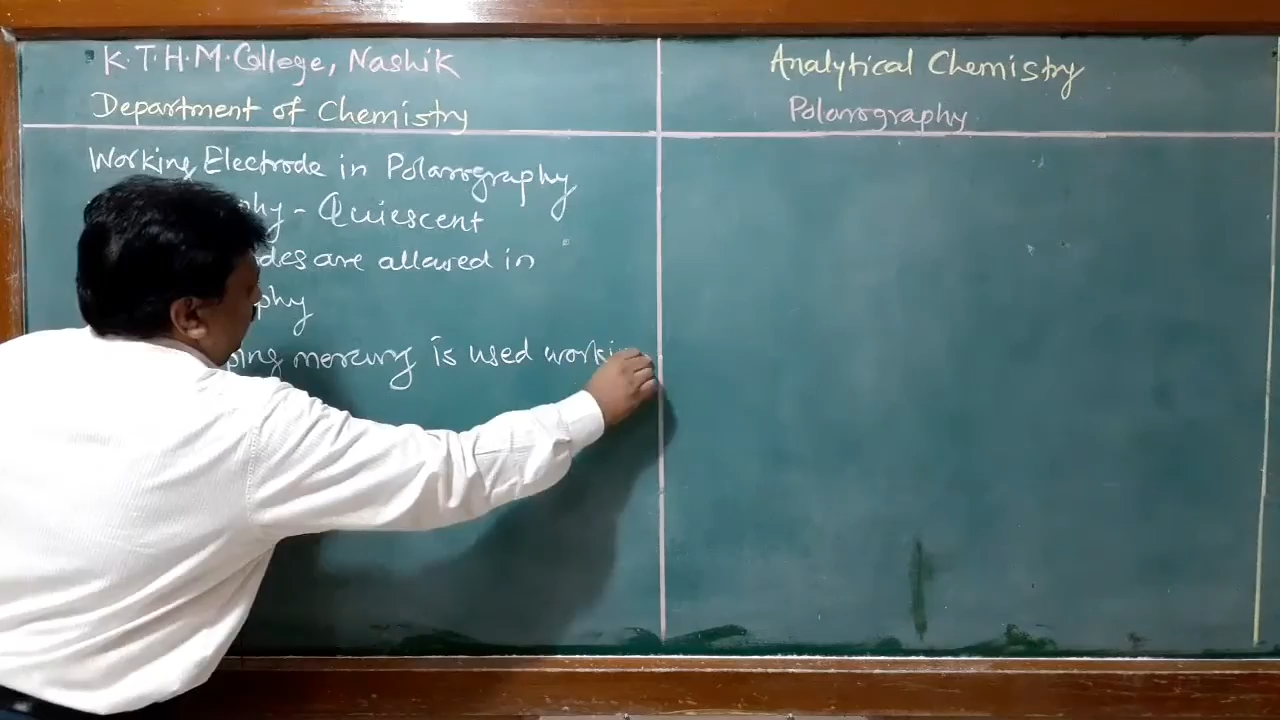 K.T.H.M. College, Nashik
Department of Chemistry
Analytical Chemistry
Polarography
Working Electrode in Polarography
phy - Quiescent
des are allowed in
phy
ping mercury is used worki